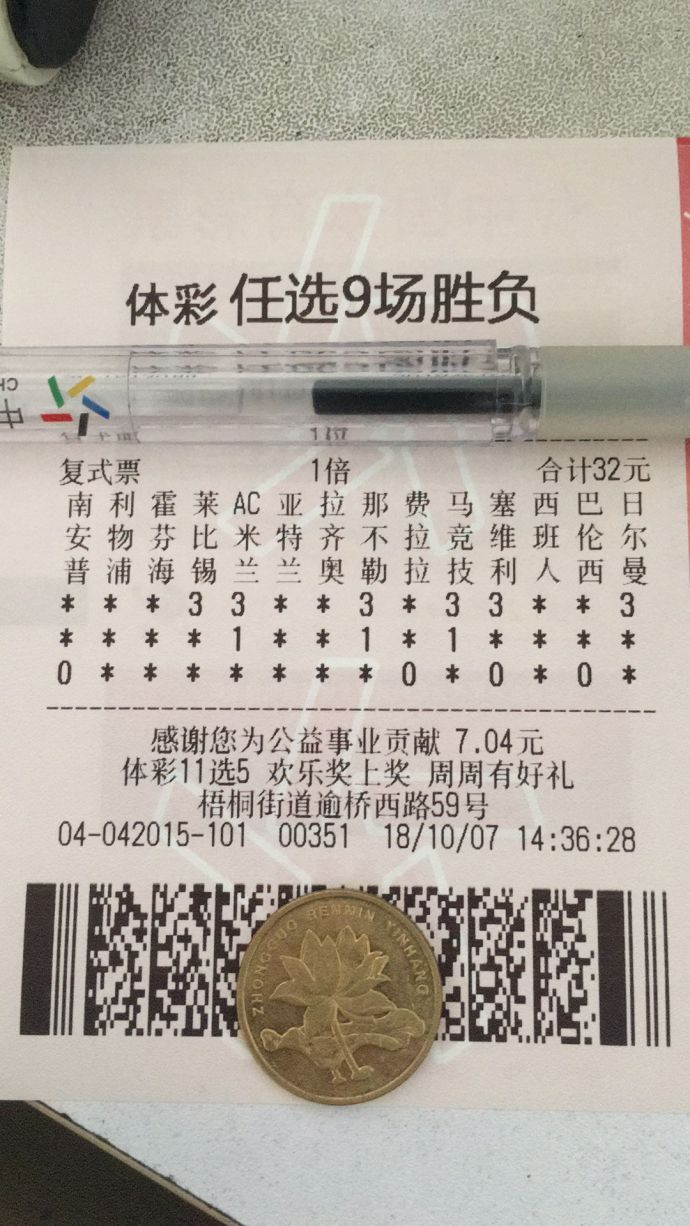 体彩 任选9场胜负
复式票 1倍 合计32元
南 利 霍 莱 AC 亚 拉 那 费 马 塞 西 巴 日
安 物 芬 比 米 特 齐 不 拉 竞 维 班 伦 尔
普 浦 海 锡 兰 兰 奥 勒 拉 技 利 人 西 曼
* * * 3 3 * * 3 * 3 3 * * 3
* * * * 1 * * 1 * 1 * * * *
0 * * * * * * * 0 * 0 * 0 *
感谢您为公益事业贡献 7.04元
体彩11选5 欢乐奖上奖 周周有好礼
梧桐街道逾桥西路59号
04-042015-101 00351 18/10/07 14:36:28
ZHONGGUO RENMIN YINHANG